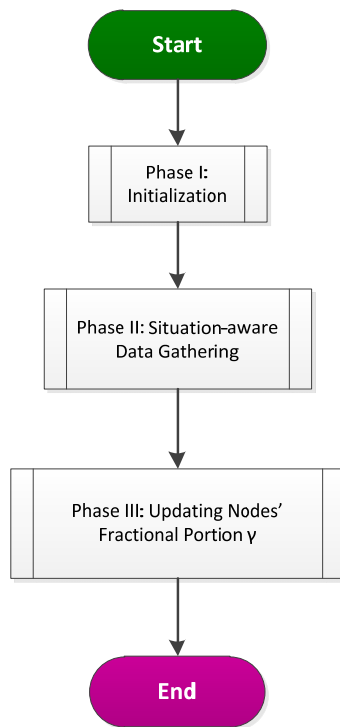 Start
Phase I:
Initialization
Phase II: Situation-aware
Data Gathering
Phase III: Updating Nodes’
Fractional Portion γ
End